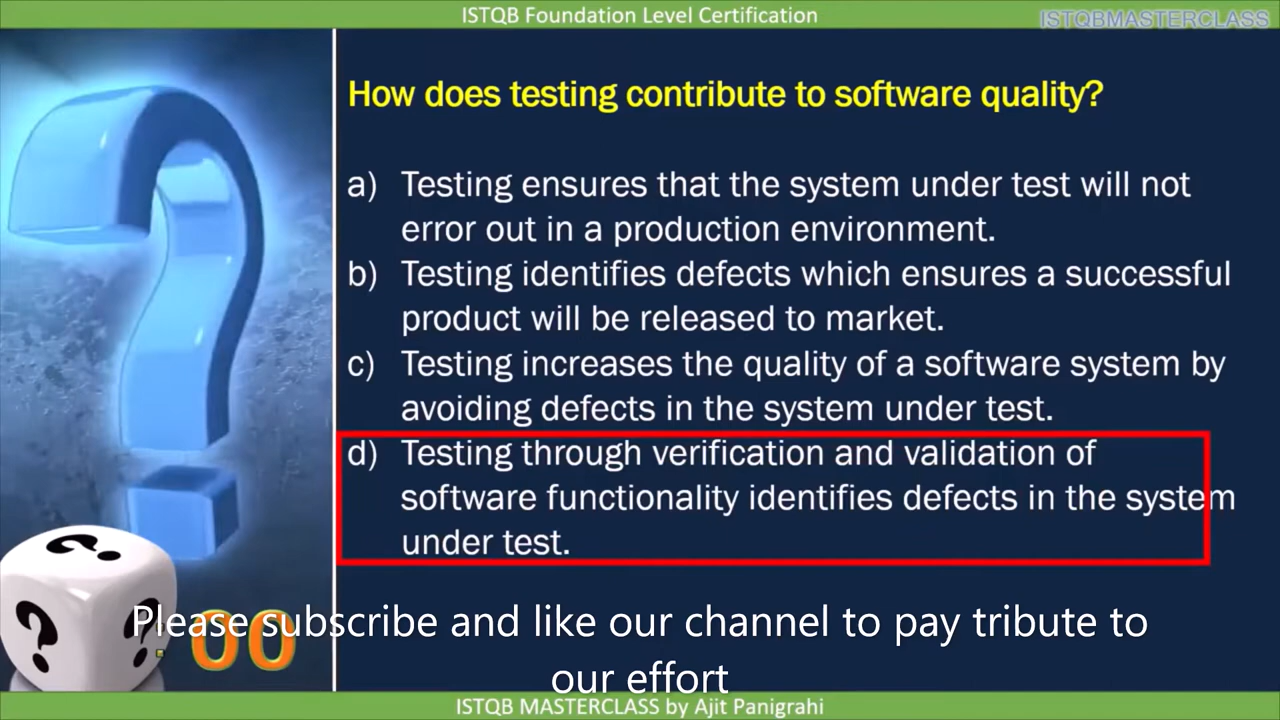 ISTQB Foundation Level Certification
ISTQBMASTERCLASS
How does testing contribute to software quality?
a) Testing ensures that the system under test will not
error out in a production environment.
b) Testing identifies defects which ensures a successful
product will be released to market.
c) Testing increases the quality of a software system by
avoiding defects in the system under test.
d) Testing through verification and validation of
software functionality identifies defects in the system
under test.
? ? ?
:00
Please subscribe and like our channel to pay tribute to
our effort
ISTQB MASTERCLASS by Ajit Panigrahi